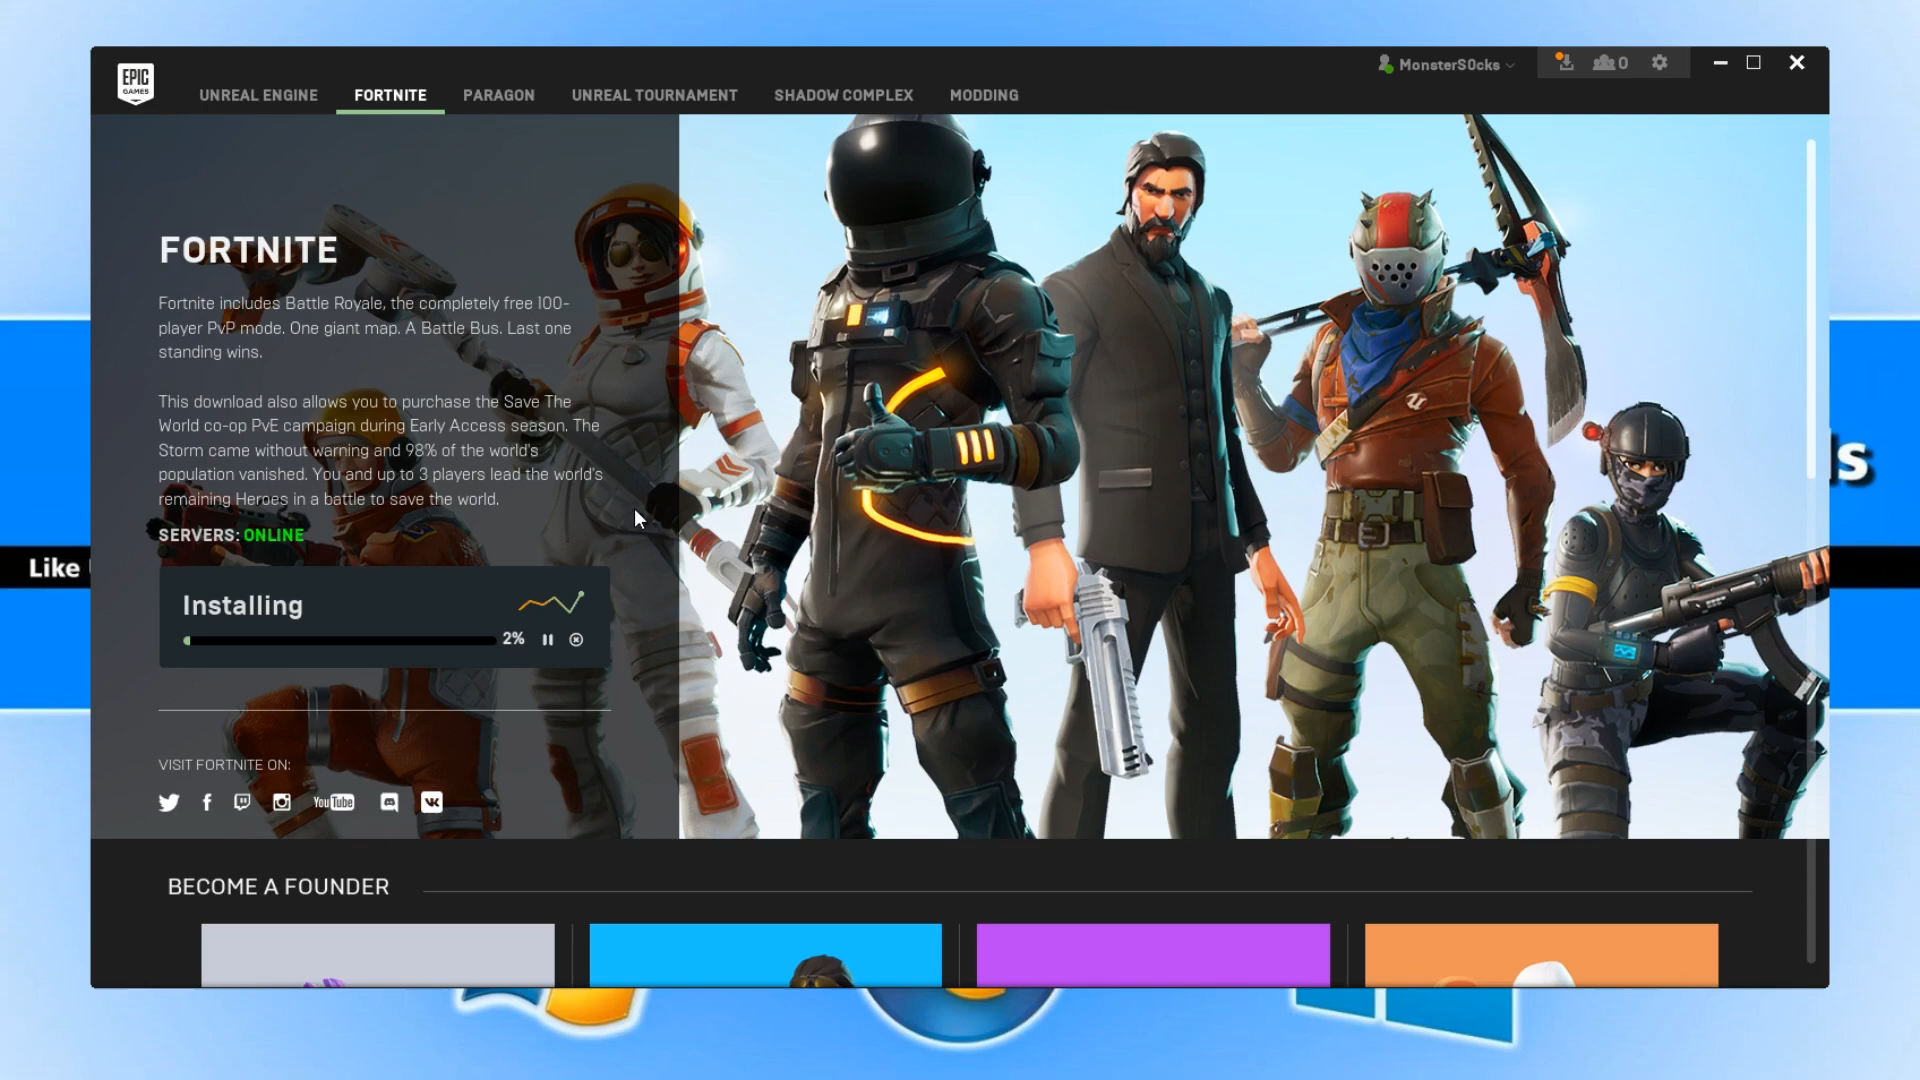 EPIC
GAMES
MonsterS0cks
0
UNREAL ENGINE
FORTNITE
PARAGON
UNREAL TOURNAMENT
SHADOW COMPLEX
MODDING
FORTNITE
Fortnite includes Battle Royale, the completely free 100-
player PvP mode. One giant map. A Battle Bus. Last one
standing wins.
This download also allows you to purchase the Save The
World co-op PvE campaign during Early Access season. The
Storm came without warning and 98% of the world's
population vanished. You and up to 3 players lead the world's
remaining Heroes in a battle to save the world.
SERVERS: ONLINE
Installing
2%
VISIT FORTNITE ON:
YouTube
BECOME A FOUNDER
Like